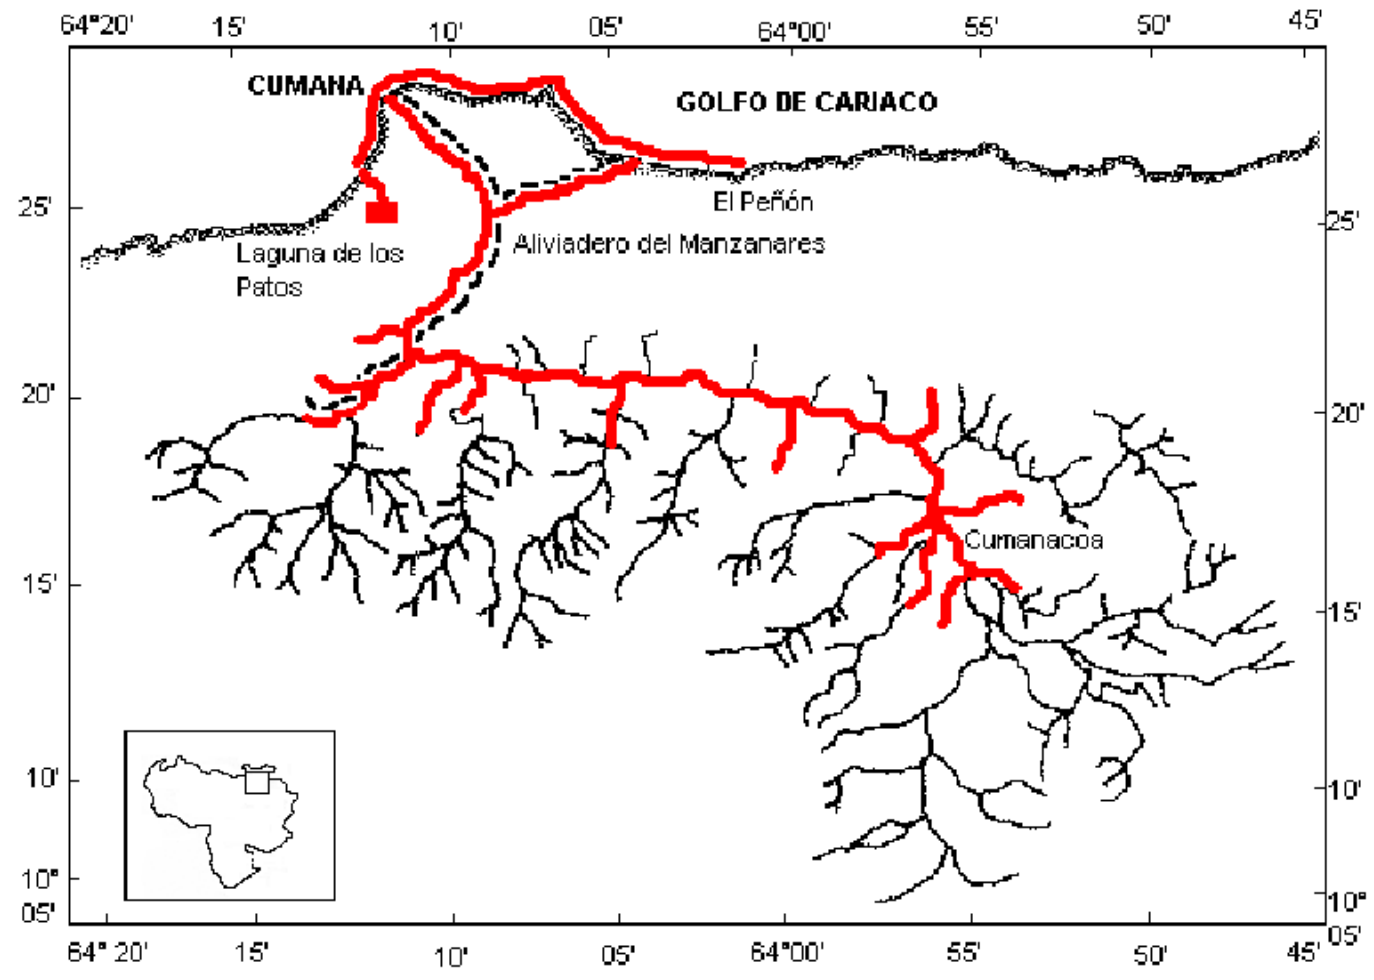 64°20' 15' 10' 05' 64°00' 55' 50' 45'
CUMANA
GOLFO DE CARIACO
25' El Peñón 25'
Laguna de los
Patos
Aliviadero del Manzanares
20' 20'
Cumanacoa
15' 15'
10' 10'
10° 10°
05' 05'
64°20' 15' 10' 05' 64°00' 55' 50' 45'